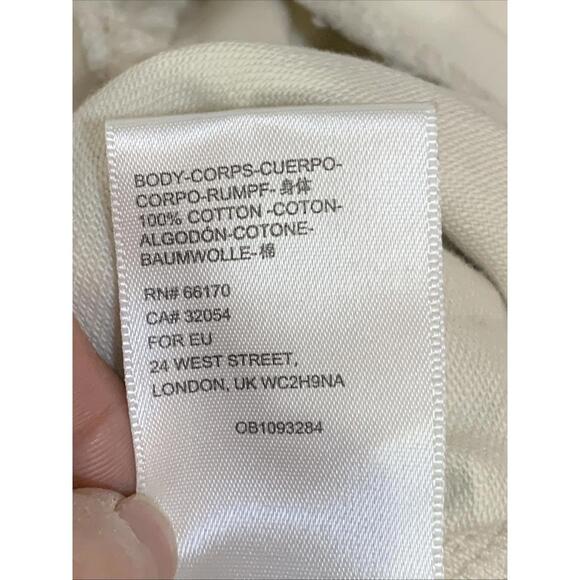 BODY-CORPS-CUERPO-
CORPO-RUMPF-身体
100% COTTON -COTON-
ALGODÓN-COTONE-
BAUMWOLLE-棉
RN# 66170
CA# 32054
FOR EU
24 WEST STREET,
LONDON, UK WC2H9NA
OB1093284